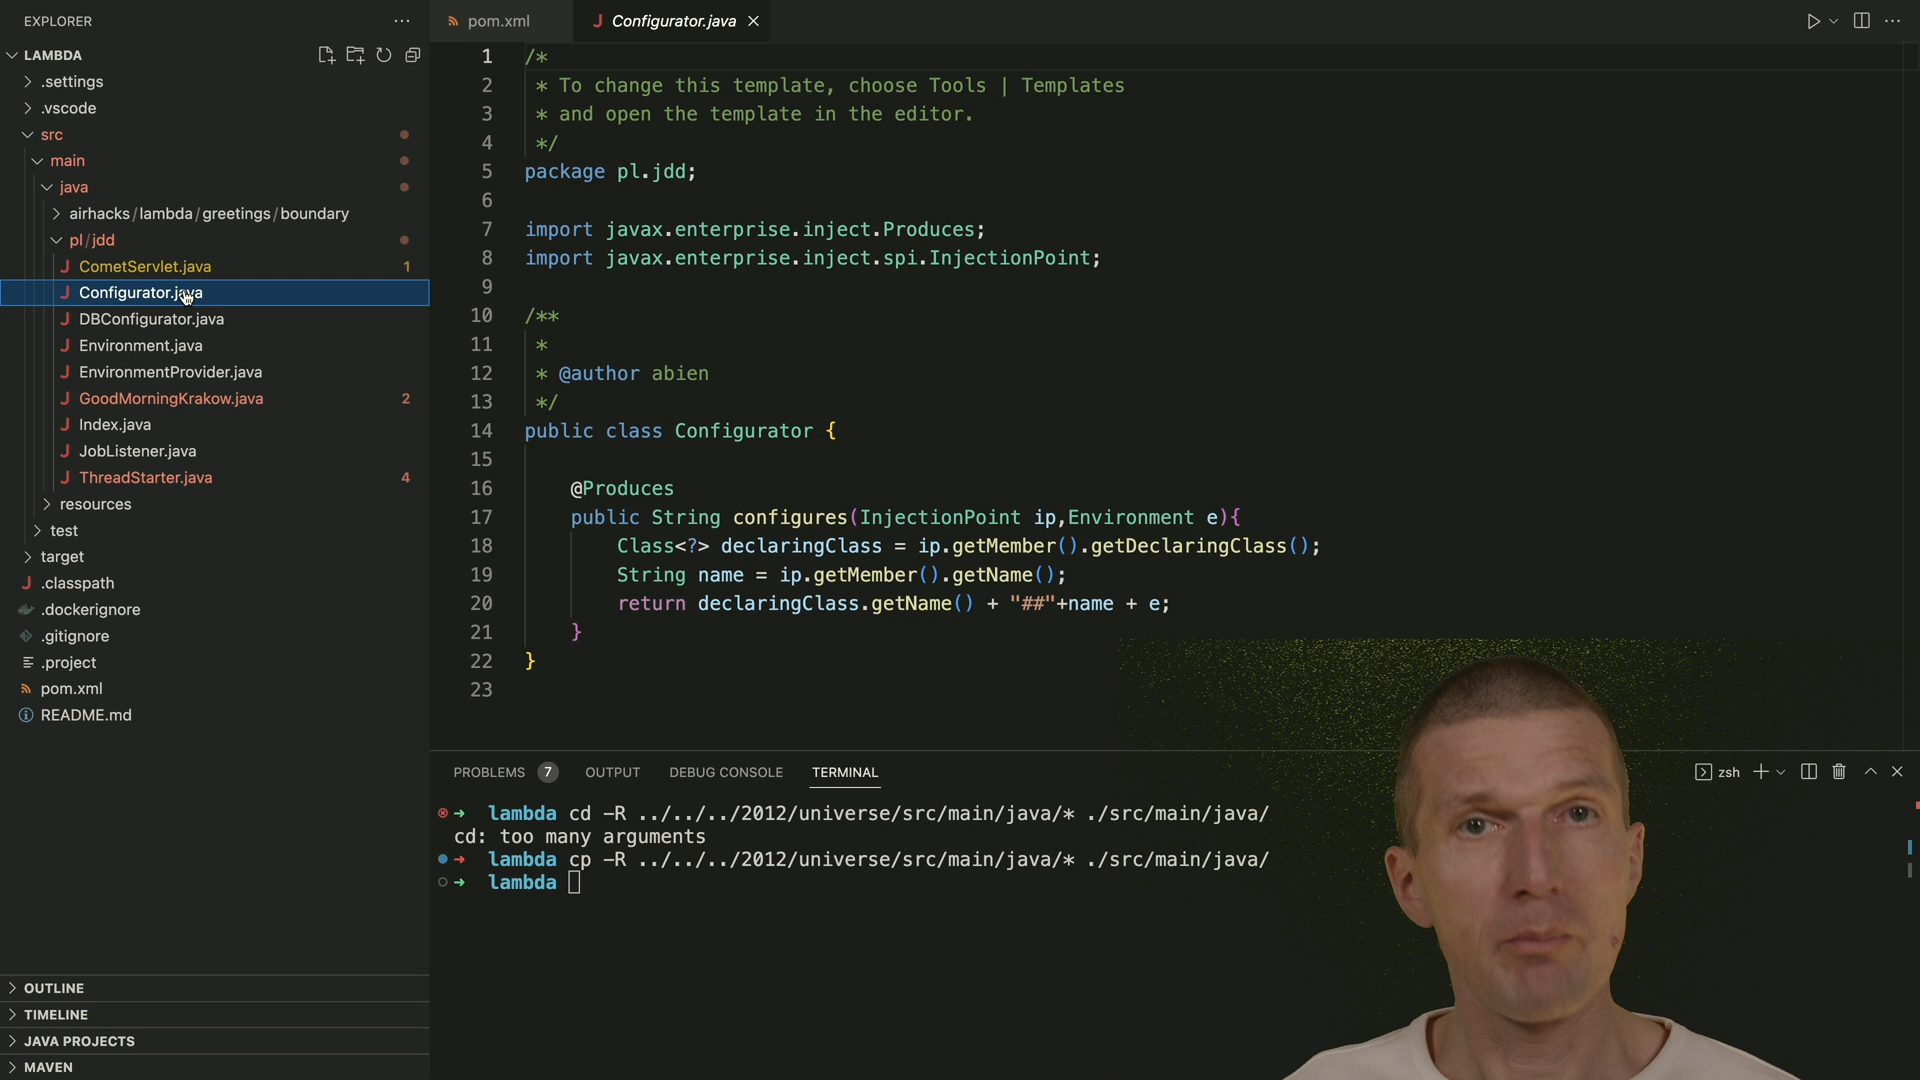 EXPLORER
LAMBDA
.settings
.vscode
src
main
java
airhacks/lambda/greetings/boundary
pl/jdd
CometServlet.java 1
Configurator.java
DBConfigurator.java
Environment.java
EnvironmentProvider.java
GoodMorningKrakow.java 2
Index.java
JobListener.java
ThreadStarter.java 4
resources
test
target
.classpath
.dockerignore
.gitignore
.project
pom.xml
README.md
OUTLINE
TIMELINE
JAVA PROJECTS
MAVEN
pom.xml Configurator.java
1 /*
2 * To change this template, choose Tools | Templates
3 * and open the template in the editor.
4 */
5 package pl.jdd;
6
7 import javax.enterprise.inject.Produces;
8 import javax.enterprise.inject.spi.InjectionPoint;
9
10 /**
11 *
12 * @author abien
13 */
14 public class Configurator {
15
16 @Produces
17 public String configures(InjectionPoint ip,Environment e){
18 Class<?> declaringClass = ip.getMember().getDeclaringClass();
19 String name = ip.getMember().getName();
20 return declaringClass.getName() + "##"+name + e;
21 }
22 }
23
PROBLEMS 7 OUTPUT DEBUG CONSOLE TERMINAL zsh
lambda cd -R ../../../2012/universe/src/main/java/* ./src/main/java/
cd: too many arguments
lambda cp -R ../../../2012/universe/src/main/java/* ./src/main/java/
lambda